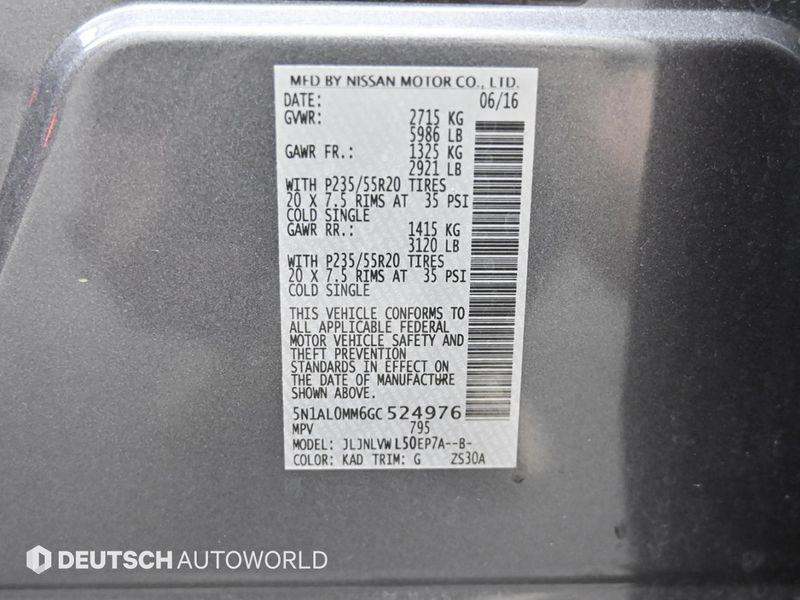 MFD BY NISSAN MOTOR CO., LTD.
DATE: 06/16
GVWR: 2715 KG
5986 LB
GAWR FR.: 1325 KG
2921 LB
WITH P235/55R20 TIRES
20 X 7.5 RIMS AT 35 PSI
COLD SINGLE
GAWR RR.: 1415 KG
3120 LB
WITH P235/55R20 TIRES
20 X 7.5 RIMS AT 35 PSI
COLD SINGLE
THIS VEHICLE CONFORMS TO
ALL APPLICABLE FEDERAL
MOTOR VEHICLE SAFETY AND
THEFT PREVENTION
STANDARDS IN EFFECT ON
THE DATE OF MANUFACTURE
SHOWN ABOVE.
5N1AL0MM6GC524976
MPV 795
MODEL: JLJNLVWL50EP7A--B-
COLOR: KAD TRIM: G ZS30A
DEUTSCH AUTOWORLD